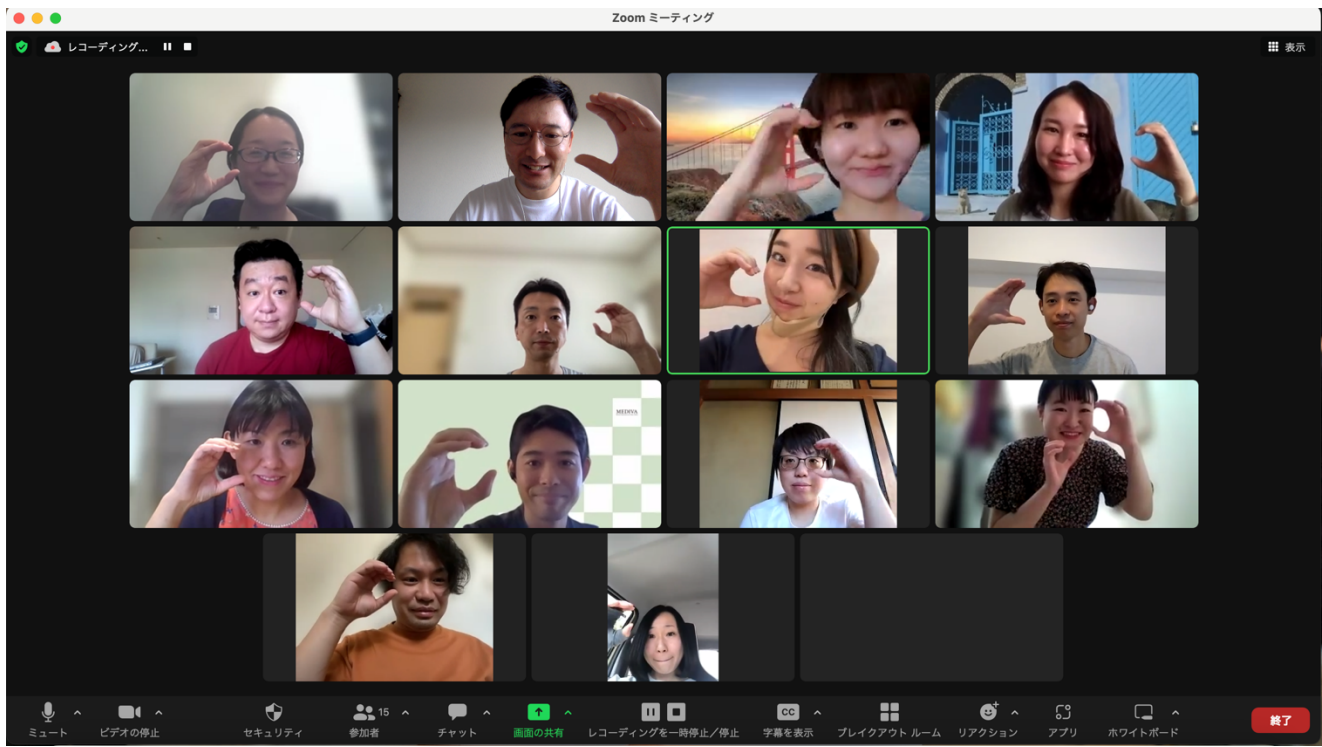 Zoom ミーティング
レコーディング...
表示
MEDIVA
ミュート
ビデオの停止
セキュリティ
15
参加者
チャット
画面の共有
レコーディングを一時停止/停止
CC
字幕を表示
ブレイクアウト ルーム
リアクション
アプリ
ホワイトボード
終了